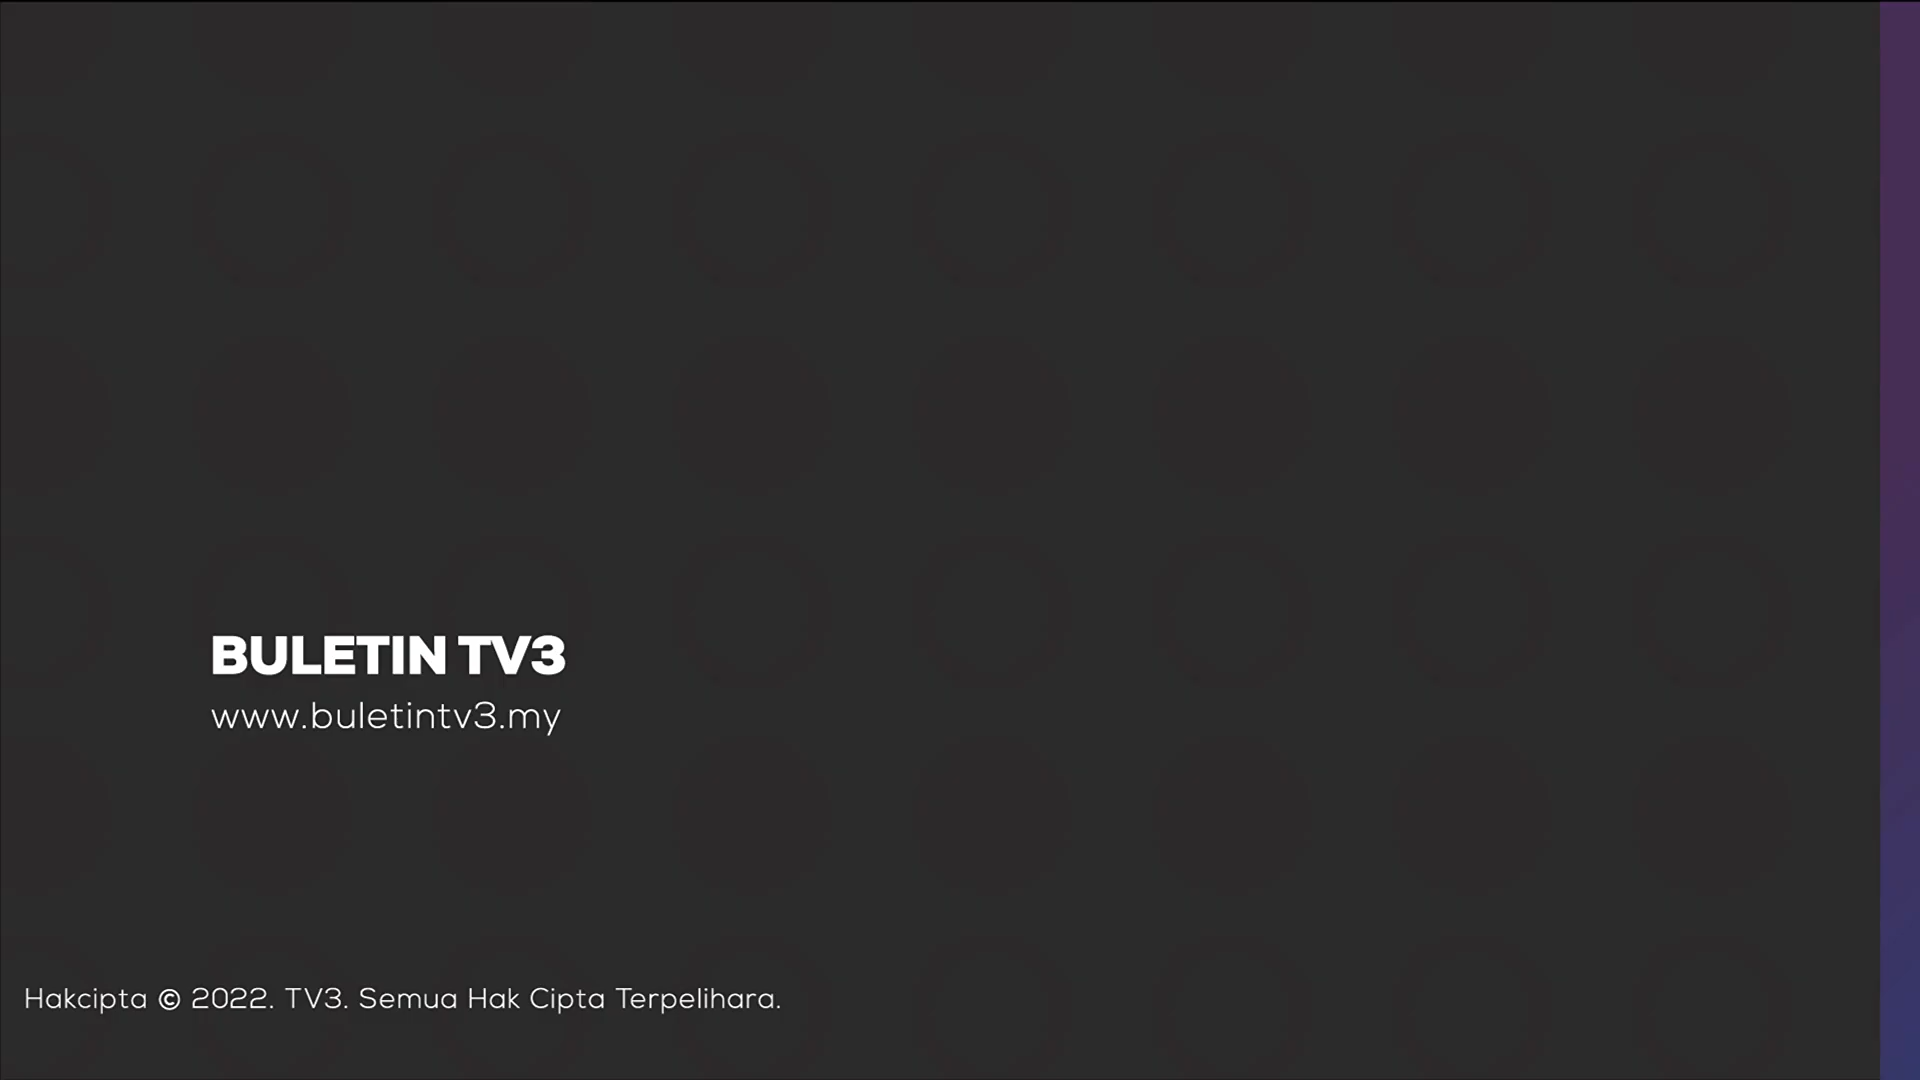 BULETIN TV3
www.buletintv3.my
Hakcipta © 2022. TV3. Semua Hak Cipta Terpelihara.